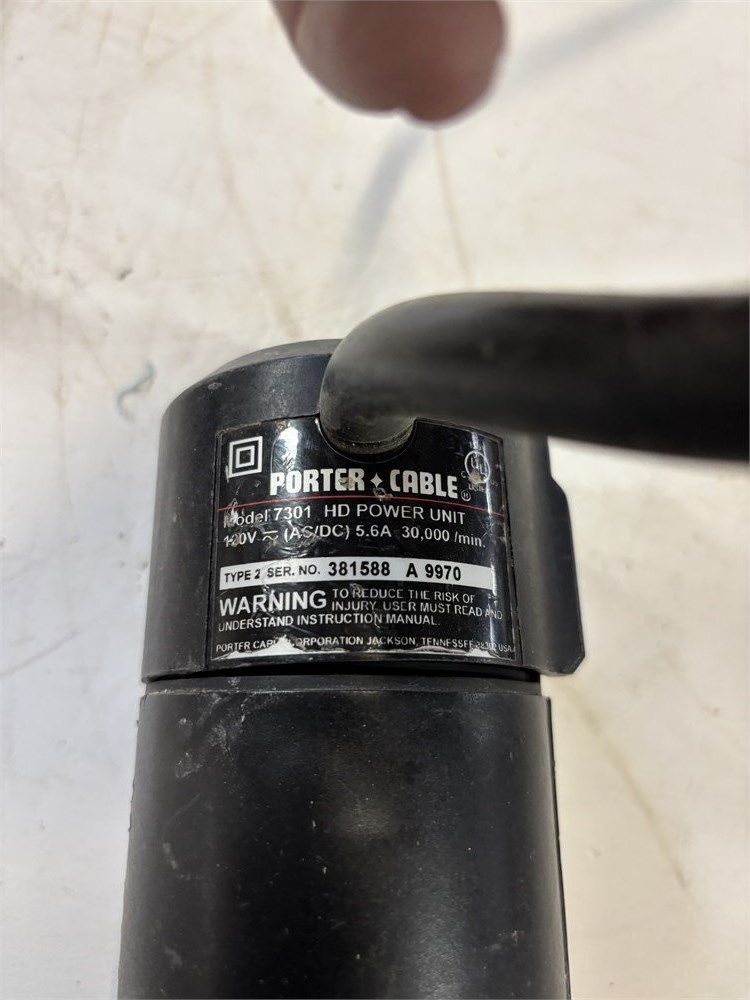 PORTER✦CABLE
Model 7301 HD POWER UNIT
120V ⎓ (AC/DC) 5.6A 30,000 /min.
TYPE 2 SER. NO. 381588 A 9970
WARNING TO REDUCE THE RISK OF
INJURY, USER MUST READ AND
UNDERSTAND INSTRUCTION MANUAL.
PORTER CABLE CORPORATION JACKSON, TENNESSEE 38302 USA